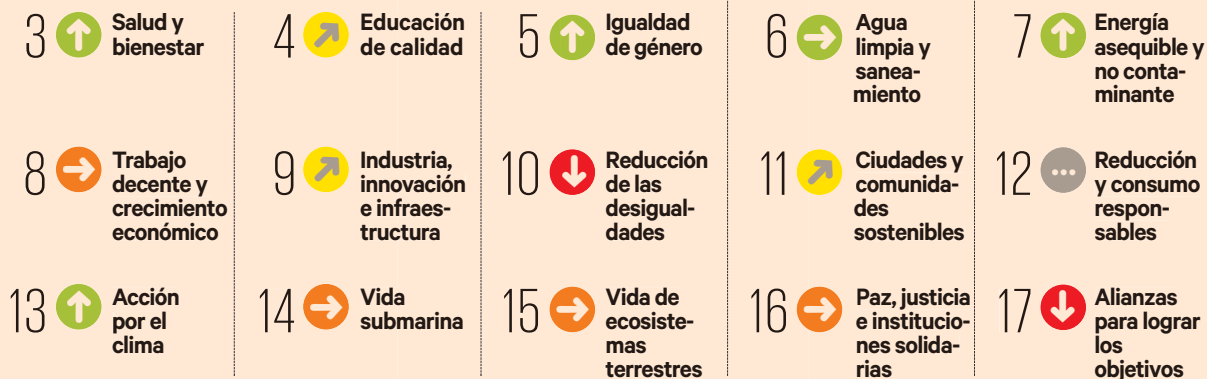 3 Salud y
bienestar
4 Educación
de calidad
5 Igualdad
de género
6 Agua
limpia y
sanea-
miento
7 Energía
asequible y
no conta-
minante
8 Trabajo
decente y
crecimiento
económico
9 Industria,
innovación
e infraes-
tructura
10 Reducción
de las
desigual-
dades
11 Ciudades y
comunida-
des
sostenibles
12 Reducción
y consumo
respon-
sables
13 Acción
por el
clima
14 Vida
submarina
15 Vida de
ecosiste-
mas
terrestres
16 Paz, justicia
e institucio-
nes solida-
rias
17 Alianzas
para lograr
los
objetivos